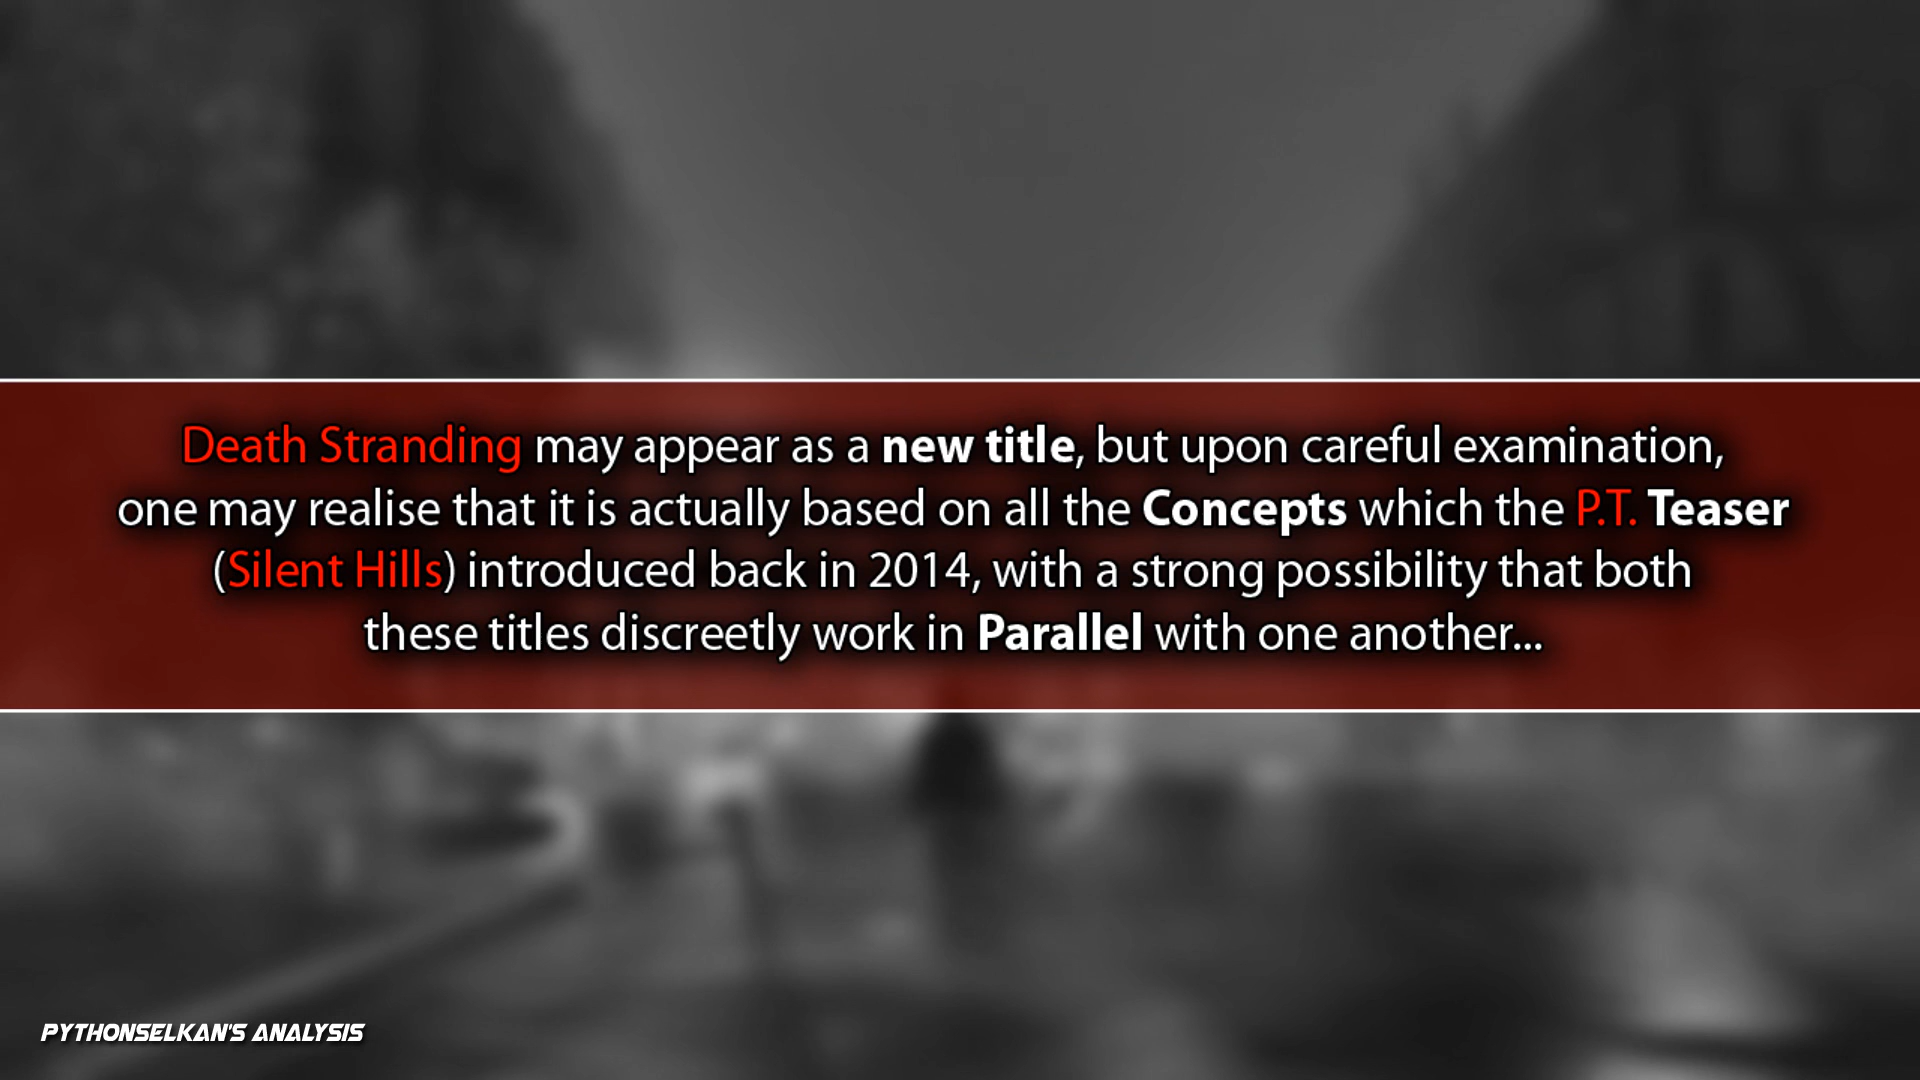 Death Stranding may appear as a new title, but upon careful examination,
one may realise that it is actually based on all the Concepts which the P.T. Teaser
(Silent Hills) introduced back in 2014, with a strong possibility that both
these titles discreetly work in Parallel with one another...
PYTHONSELKAN'S ANALYSIS